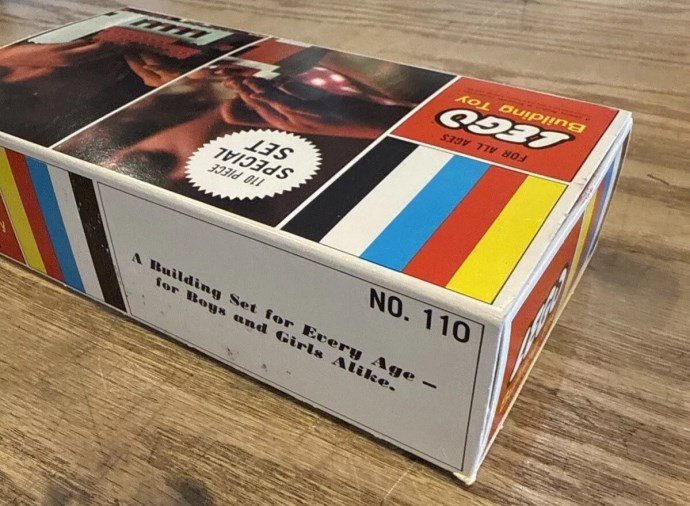 FOR ALL AGES
LEGO
Building Toy
110 PIECE
SPECIAL
SET
NO. 110
A Building Set for Every Age –
for Boys and Girls Alike.
LEGO